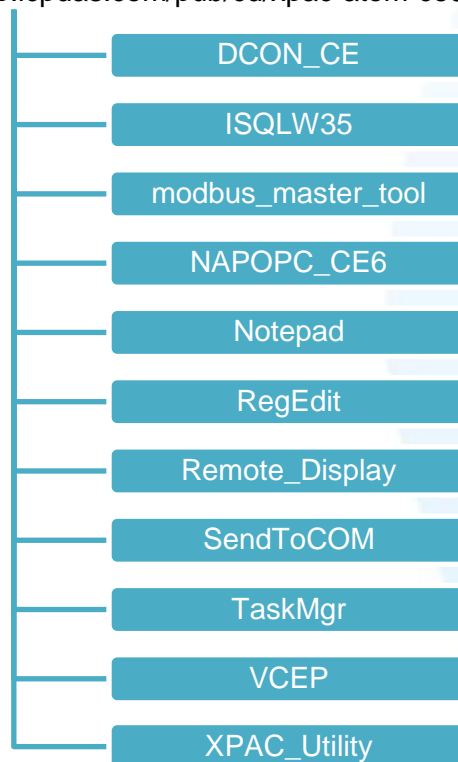 DCON_CE
ISQLW35
modbus_master_tool
NAPOPC_CE6
Notepad
RegEdit
Remote_Display
SendToCOM
TaskMgr
VCEP
XPAC_Utility